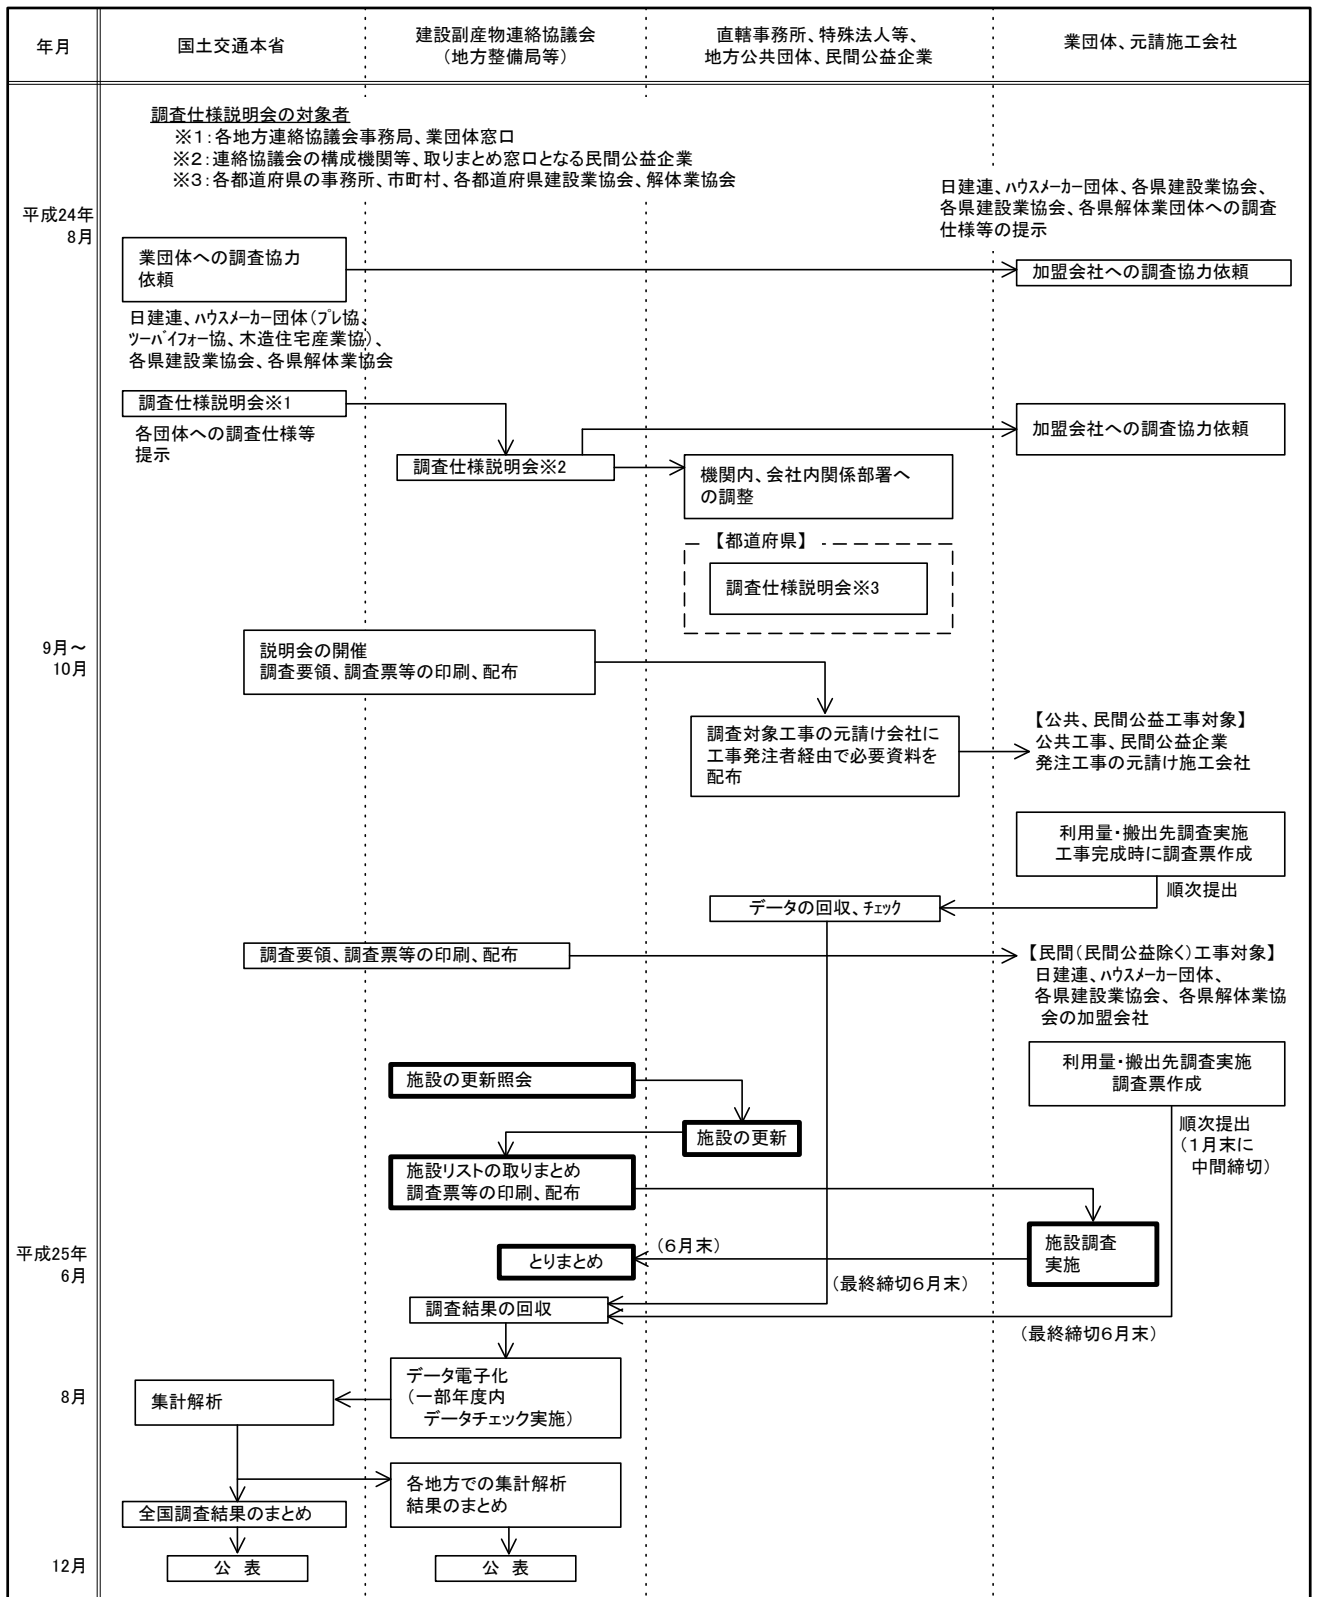 年月
国土交通本省
建設副産物連絡協議会
(地方整備局等)
直轄事務所、特殊法人等、
地方公共団体、民間公益企業
業団体、元請施工会社
調査仕様説明会の対象者
※1:各地方連絡協議会事務局、業団体窓口
※2:連絡協議会の構成機関等、取りまとめ窓口となる民間公益企業
※3:各都道府県の事務所、市町村、各都道府県建設業協会、解体業協会
平成24年
8月
日建連、ハウスメーカー団体、各県建設業協会、
各県建設業協会、各県解体業団体への調査
仕様等の提示
業団体への調査協力
依頼
加盟会社への調査協力依頼
日建連、ハウスメーカー団体(プレ協、
ツーバイフォー協、木造住宅産業協)、
各県建設業協会、各県解体業協会
調査仕様説明会※1
各団体への調査仕様等
提示
加盟会社への調査協力依頼
調査仕様説明会※2
機関内、会社内関係部署へ
の調整
【都道府県】
調査仕様説明会※3
9月~
10月
説明会の開催
調査要領、調査票等の印刷、配布
調査対象工事の元請け会社に
工事発注者経由で必要資料を
配布
【公共、民間公益工事対象】
公共工事、民間公益企業
発注工事の元請け施工会社
利用量・搬出先調査実施
工事完成時に調査票作成
順次提出
データの回収、チェック
調査要領、調査票等の印刷、配布
【民間(民間公益除く)工事対象】
日建連、ハウスメーカー団体、
各県建設業協会、各県解体業協
会の加盟会社
利用量・搬出先調査実施
調査票作成
施設の更新照会
順次提出
(1月末に
中間締切)
施設の更新
施設リストの取りまとめ
調査票等の印刷、配布
平成25年
6月
施設調査
実施
(6月末)
とりまとめ
(最終締切6月末)
調査結果の回収
(最終締切6月末)
8月
データ電子化
(一部年度内
データチェック実施)
集計解析
各地方での集計解析
結果のまとめ
全国調査結果のまとめ
12月
公 表
公 表